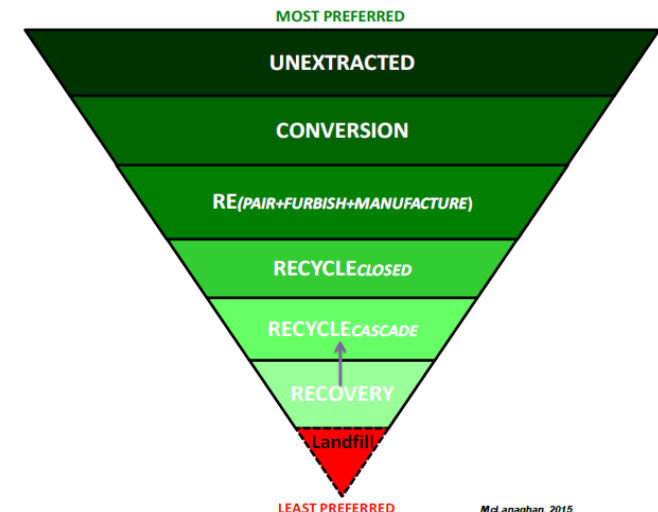 MOST PREFERRED
UNEXTRACTED
CONVERSION
RE(PAIR+FURBISH+MANUFACTURE)
RECYCLECLOSED
RECYCLECASCADE
RECOVERY
Landfill
LEAST PREFERRED
McLanaghan, 2015